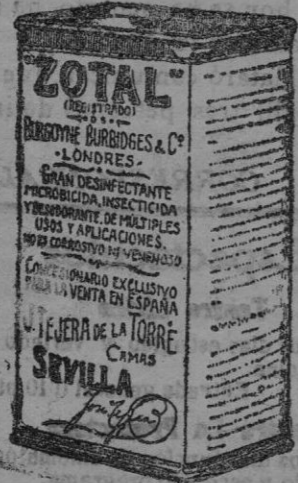 "ZOTAL"
(REGISTRADO)
BURGOYNE BURBIDGES & Cº
· LONDRES ·
GRAN DESINFECTANTE
MICROBICIDA, INSECTICIDA
Y DESODORANTE, DE MÚLTIPLES
USOS Y APLICACIONES.
NO ES CORROSIVO NI VENENOSO
CONCESIONARIO EXCLUSIVO
PARA LA VENTA EN ESPAÑA
J. TEJERA DE LA TORRE
CAMAS
SEVILLA